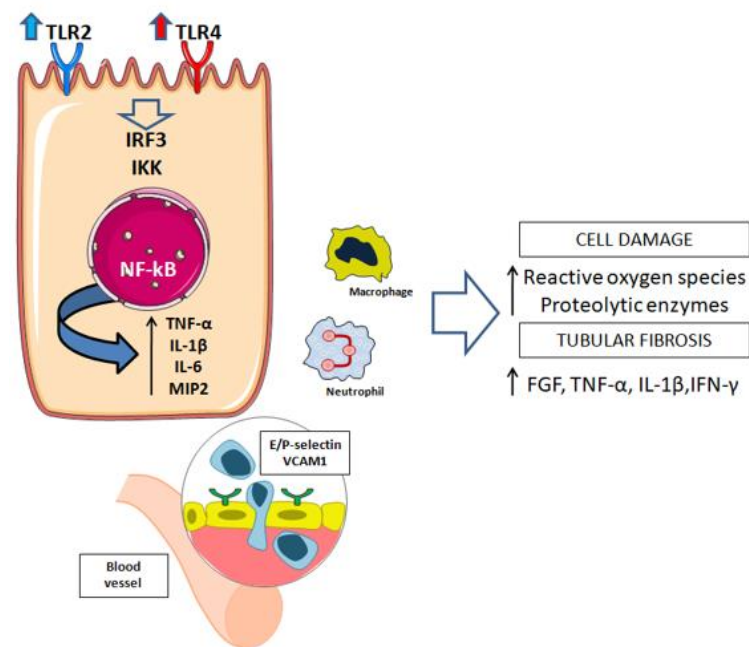 TLR2
TLR4
IRF3
IKK
NF-kB
TNF-α
IL-1β
IL-6
MIP2
Macrophage
Neutrophil
CELL DAMAGE
Reactive oxygen species
Proteolytic enzymes
TUBULAR FIBROSIS
FGF, TNF-α, IL-1β,IFN-γ
E/P-selectin
VCAM1
Blood
vessel